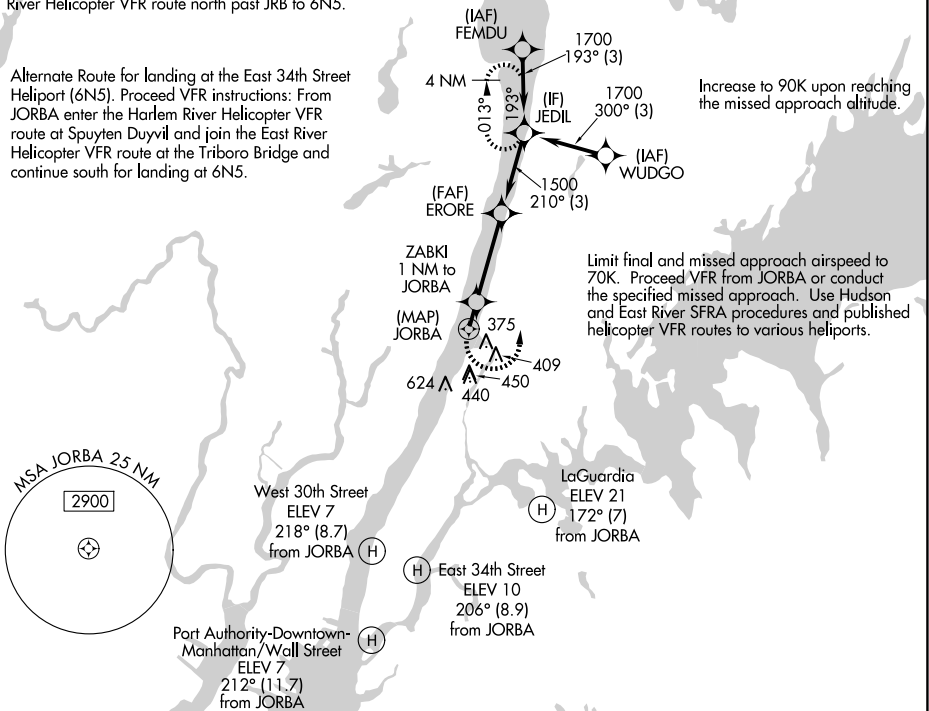 River Helicopter VFR route north past JRB to 6N5.
Alternate Route for landing at the East 34th Street
Heliport (6N5). Proceed VFR instructions: From
JORBA enter the Harlem River Helicopter VFR
route at Spuyten Duyvil and join the East River
Helicopter VFR route at the Triboro Bridge and
continue south for landing at 6N5.
(IAF)
FEMDU
1700
193° (3)
4 NM
013°
193°
(IF)
JEDIL
1700
300° (3)
Increase to 90K upon reaching
the missed approach altitude.
(IAF)
WUDGO
1500
210° (3)
(FAF)
ERORE
ZABKI
1 NM to
JORBA
Limit final and missed approach airspeed to
70K. Proceed VFR from JORBA or conduct
the specified missed approach. Use Hudson
and East River SFRA procedures and published
helicopter VFR routes to various heliports.
(MAP)
JORBA
375
409
450
624
440
MSA JORBA 25 NM
2900
West 30th Street
ELEV 7
218° (8.7)
from JORBA
H
LaGuardia
ELEV 21
172° (7)
from JORBA
H
H
East 34th Street
ELEV 10
206° (8.9)
from JORBA
Port Authority-Downtown-
Manhattan/Wall Street
ELEV 7
212° (11.7)
from JORBA
H